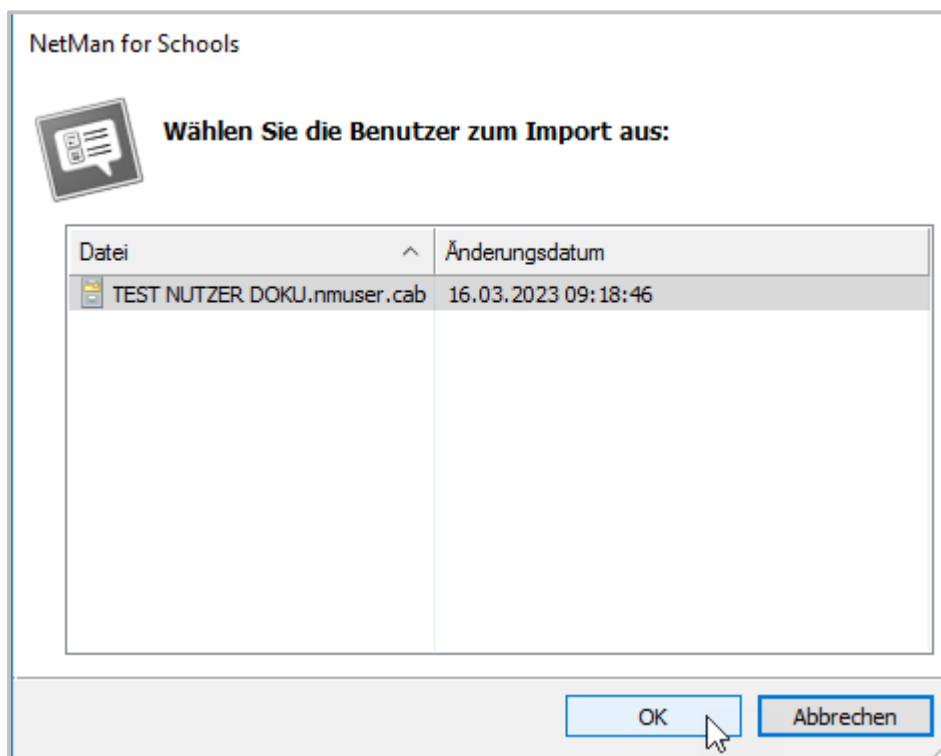 NetMan for Schools
Wählen Sie die Benutzer zum Import aus:
Datei Änderungsdatum
TEST NUTZER DOKU.nmuser.cab 16.03.2023 09:18:46
OK Abbrechen